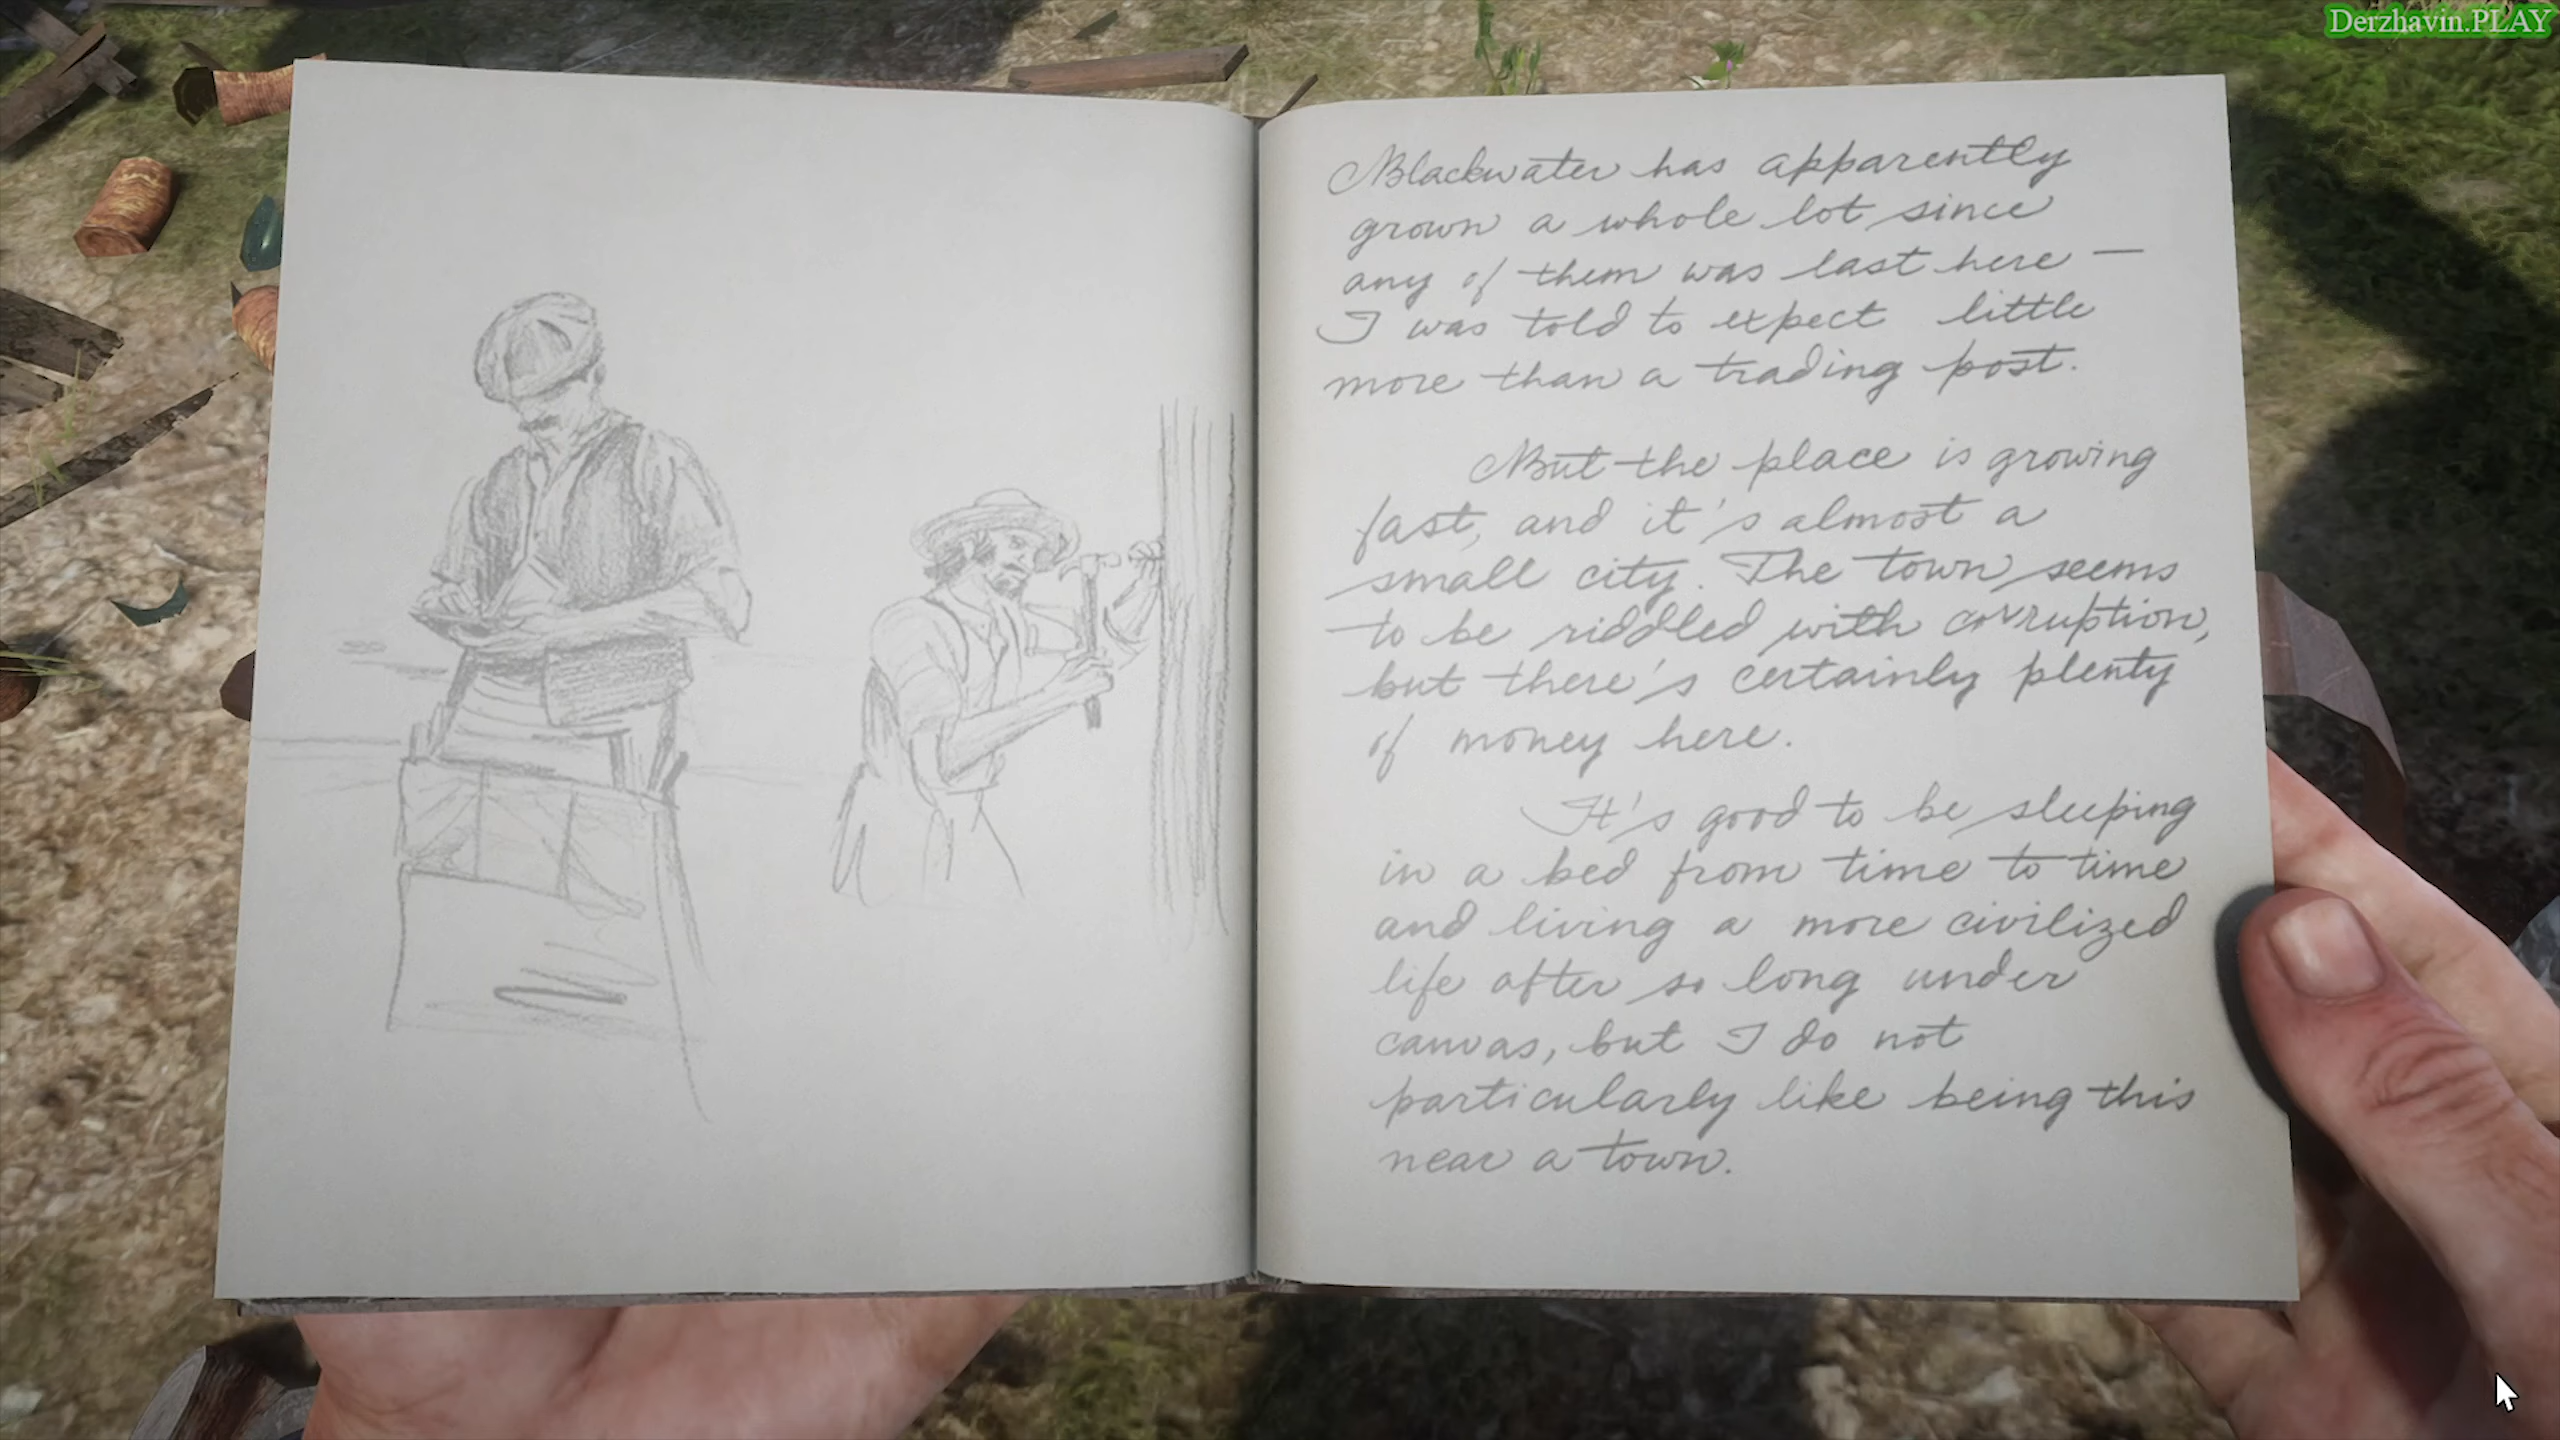 Derzhavin.PLAY
Blackwater has apparently
grown a whole lot since
any of them was last here —
I was told to expect little
more than a trading post.
But the place is growing
fast, and it's almost a
small city. The town seems
to be riddled with corruption,
but there's certainly plenty
of money here.
It's good to be sleeping
in a bed from time to time
and living a more civilized
life after so long under
canvas, but I do not
particularly like being this
near a town.